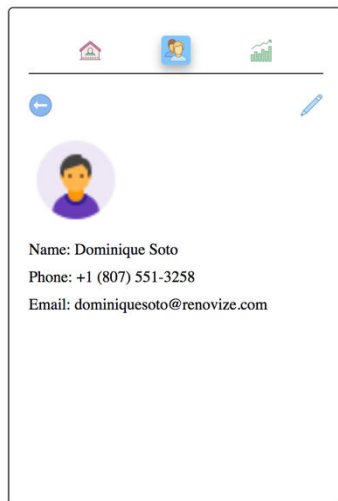 Name: Dominique Soto
Phone: +1 (807) 551-3258
Email: dominiquesoto@renovize.com